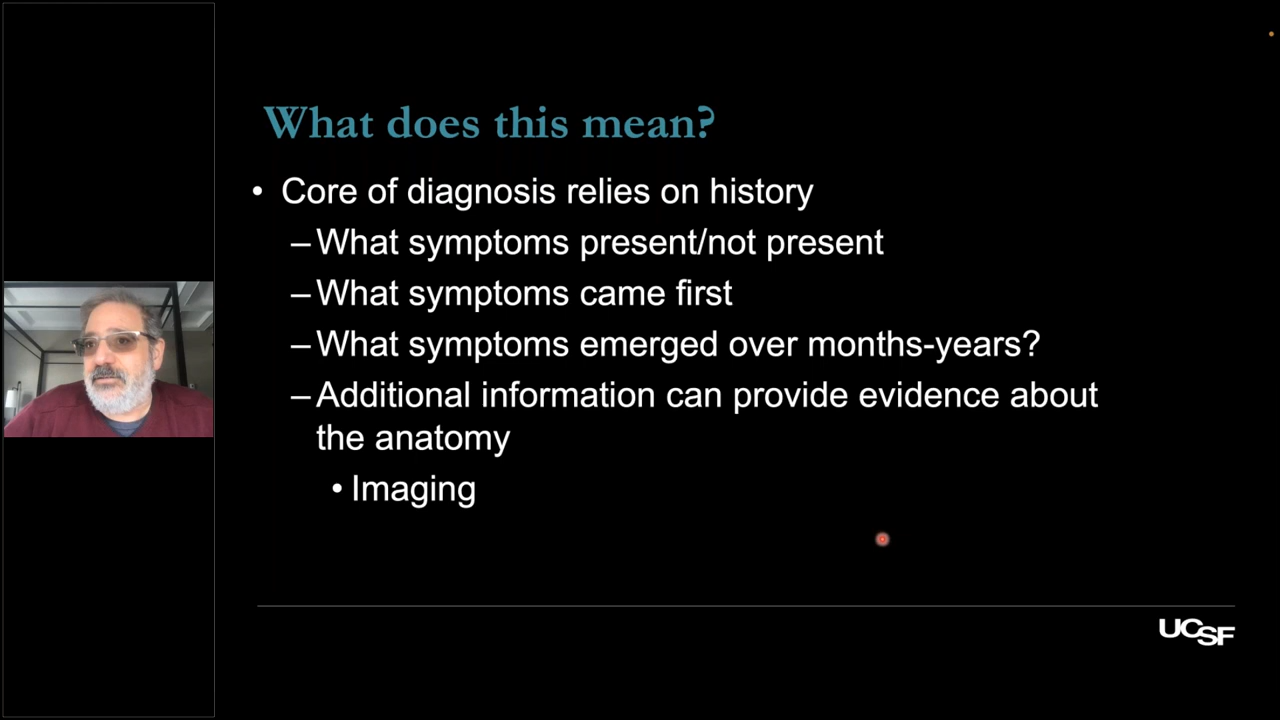 What does this mean?
• Core of diagnosis relies on history
–What symptoms present/not present
–What symptoms came first
–What symptoms emerged over months-years?
–Additional information can provide evidence about
the anatomy
• Imaging
UCSF